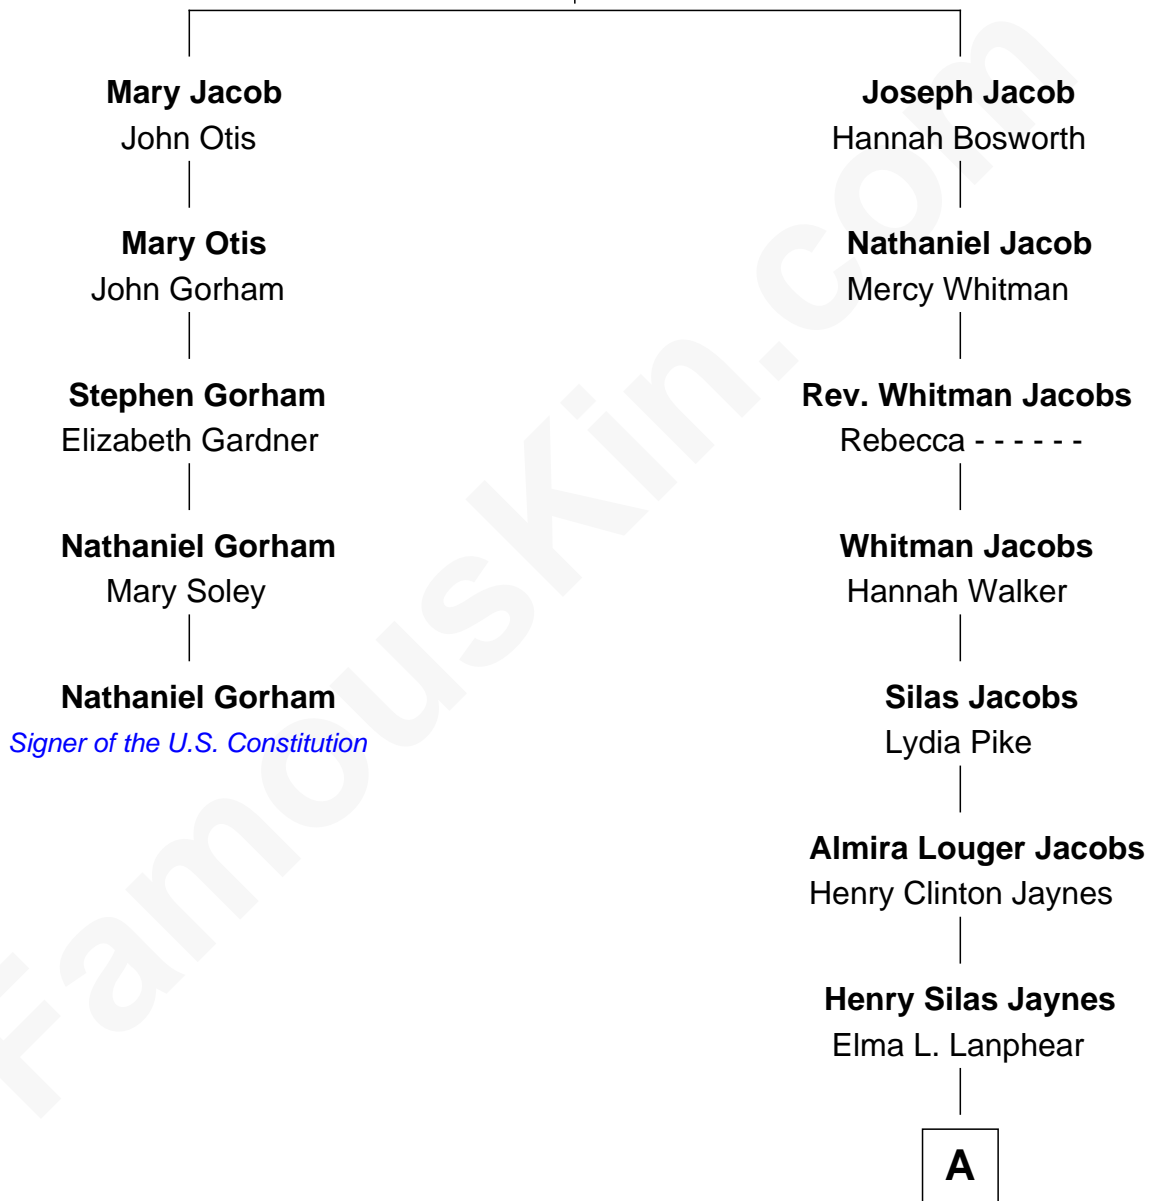 Mary Jacob
John Otis
Joseph Jacob
Hannah Bosworth
Mary Otis
John Gorham
Nathaniel Jacob
Mercy Whitman
Stephen Gorham
Elizabeth Gardner
Rev. Whitman Jacobs
Rebecca - - - - - -
Nathaniel Gorham
Mary Soley
Whitman Jacobs
Hannah Walker
Nathaniel Gorham
Signer of the U.S. Constitution
Silas Jacobs
Lydia Pike
Almira Louger Jacobs
Henry Clinton Jaynes
Henry Silas Jaynes
Elma L. Lanphear
A
FamousKin.com